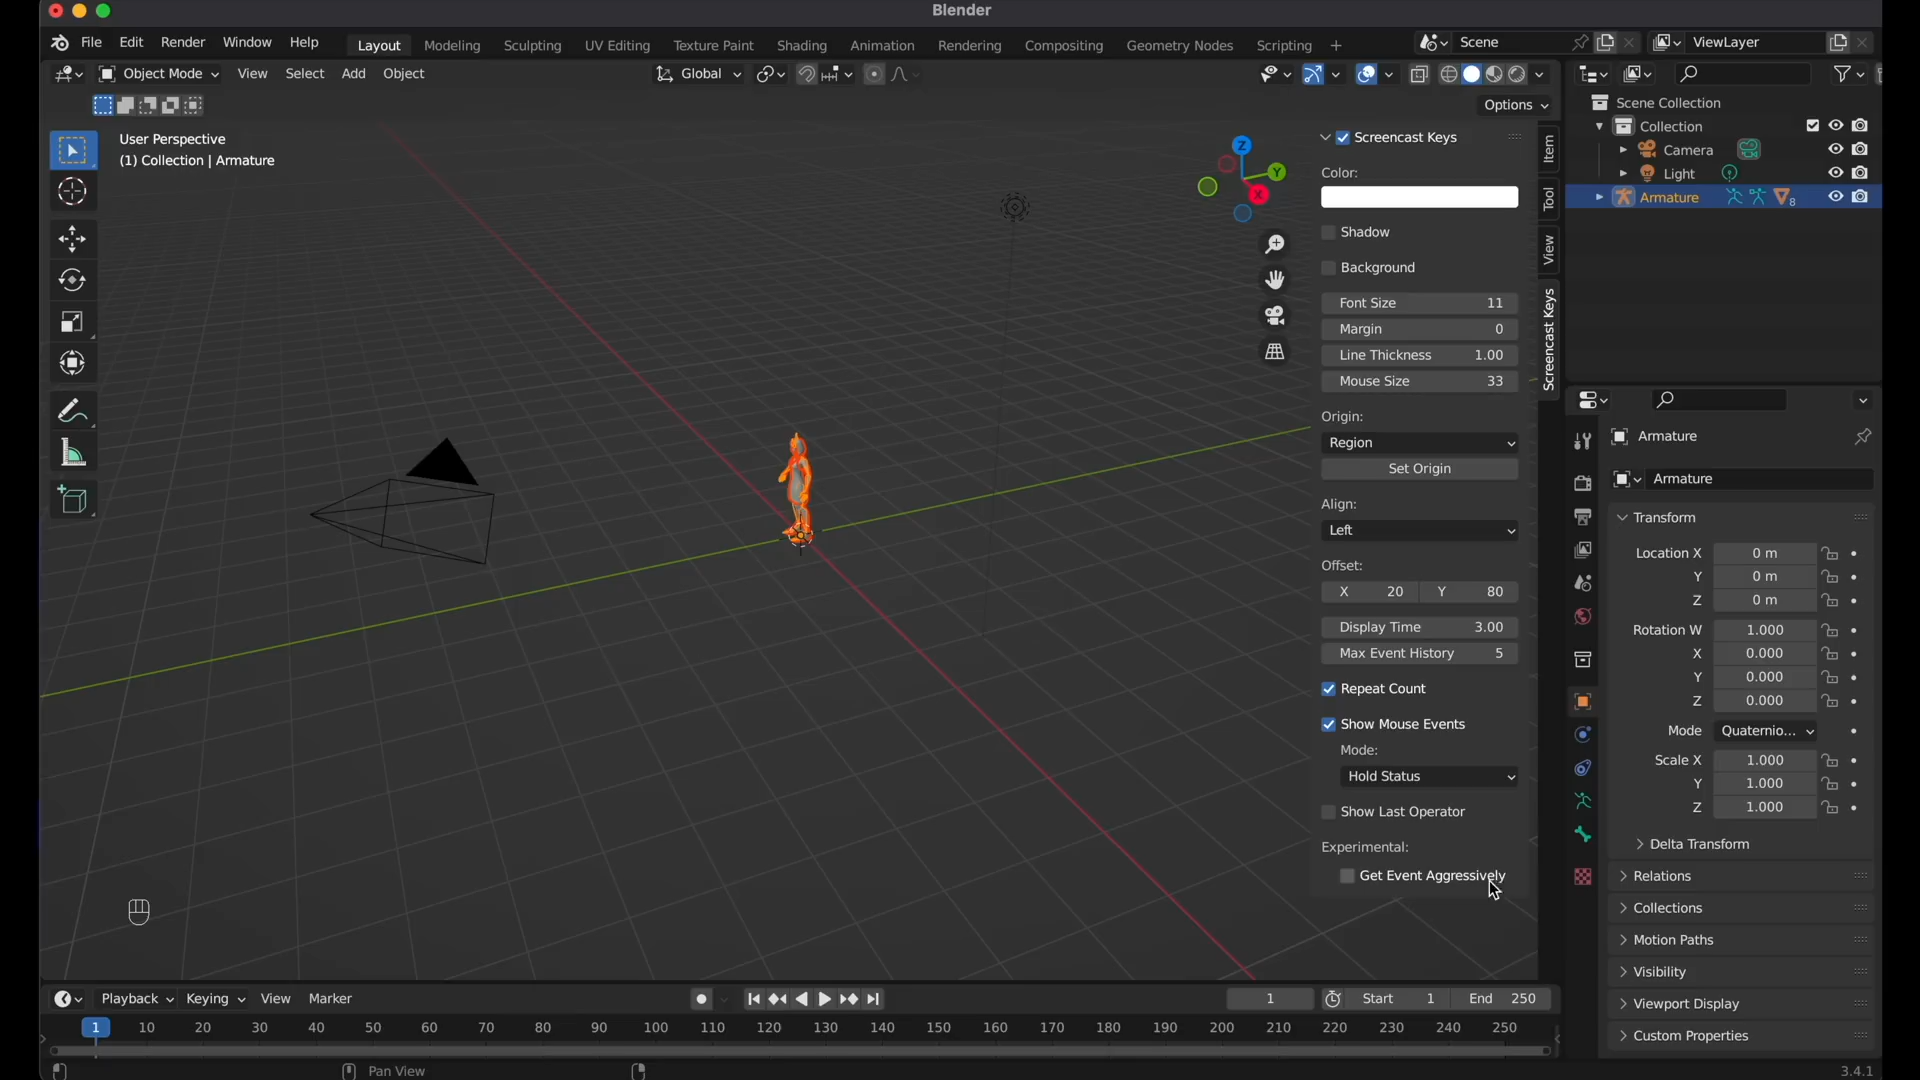 Blender
File Edit Render Window Help
Layout Modeling Sculpting UV Editing Texture Paint Shading Animation Rendering Compositing Geometry Nodes Scripting +
Scene
ViewLayer
Object Mode View Select Add Object
Global
Options
User Perspective
(1) Collection | Armature
Z
Y
X
Screencast Keys
Color:
Shadow
Background
Font Size 11
Margin 0
Line Thickness 1.00
Mouse Size 33
Origin:
Region
Set Origin
Align:
Left
Offset:
X 20 Y 80
Display Time 3.00
Max Event History 5
Repeat Count
Show Mouse Events
Mode:
Hold Status
Show Last Operator
Experimental:
Get Event Aggressively
Item
Tool
View
Screencast Keys
Scene Collection
Collection
Camera
Light
Armature
8
Armature
Armature
Transform
Location X 0 m
Y 0 m
Z 0 m
Rotation W 1.000
X 0.000
Y 0.000
Z 0.000
Mode Quaternio...
Scale X 1.000
Y 1.000
Z 1.000
Delta Transform
Relations
Collections
Motion Paths
Visibility
Viewport Display
Custom Properties
Playback Keying View Marker
1
Start 1
End 250
1 10 20 30 40 50 60 70 80 90 100 110 120 130 140 150 160 170 180 190 200 210 220 230 240 250
Pan View
3.4.1